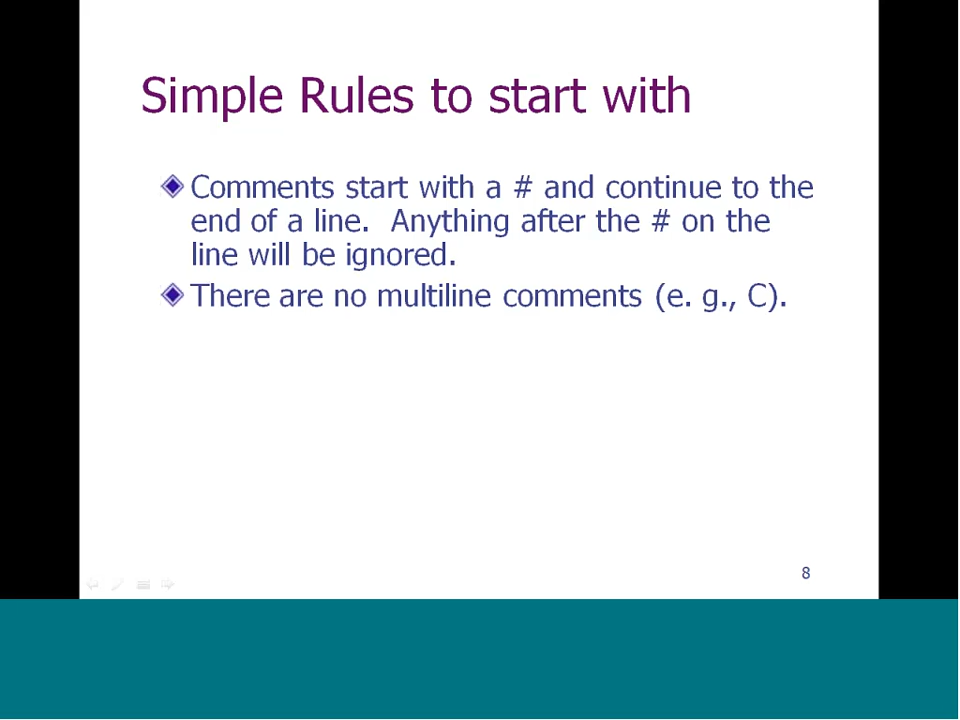 Simple Rules to start with
Comments start with a # and continue to the
end of a line. Anything after the # on the
line will be ignored.
There are no multiline comments (e. g., C).
8